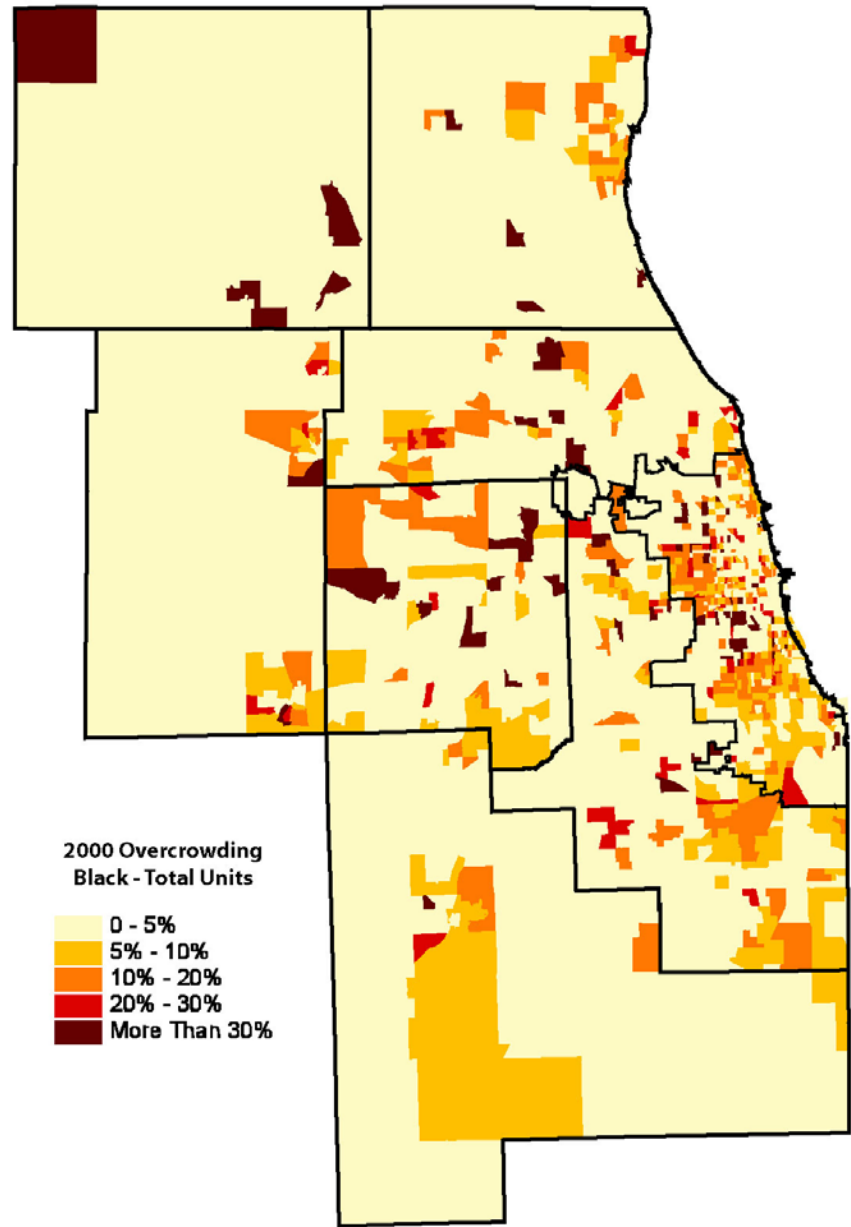 2000 Overcrowding
Black - Total Units
0 - 5%
5% - 10%
10% - 20%
20% - 30%
More Than 30%